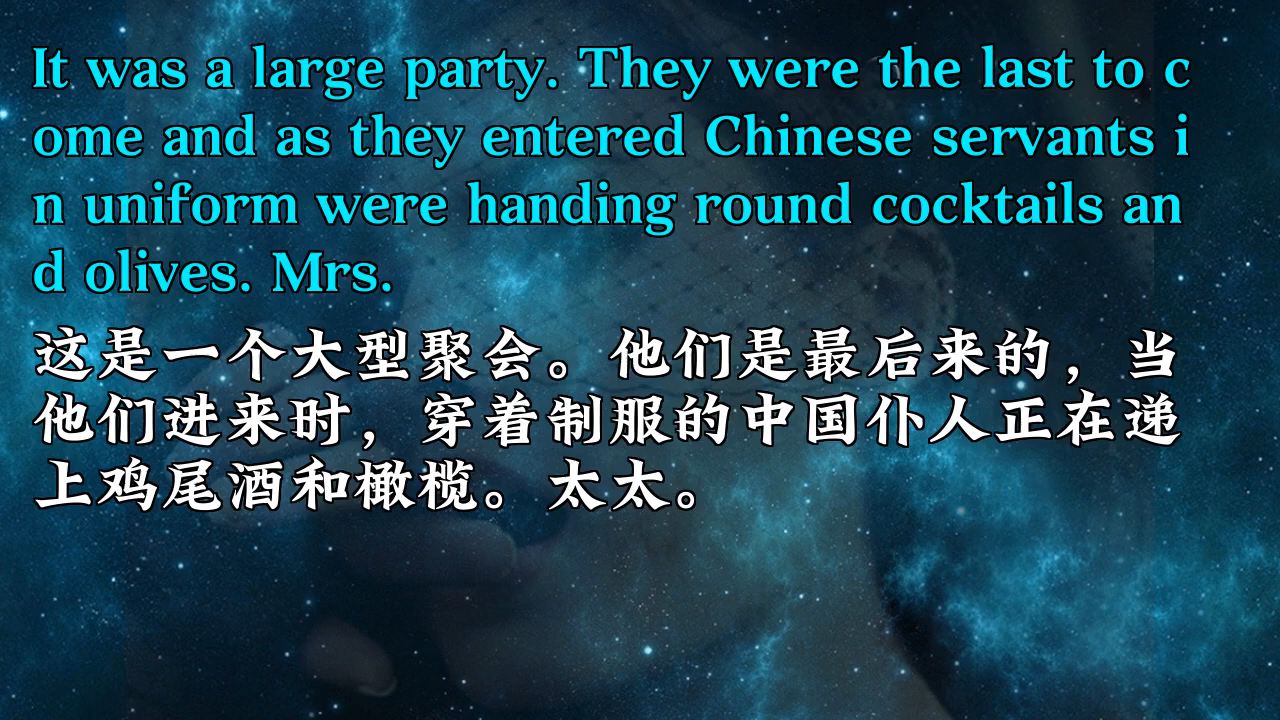 It was a large party. They were the last to c
ome and as they entered Chinese servants i
n uniform were handing round cocktails an
d olives. Mrs.
这是一个大型聚会。他们是最后来的，当
他们进来时，穿着制服的中国仆人正在递
上鸡尾酒和橄榄。太太。